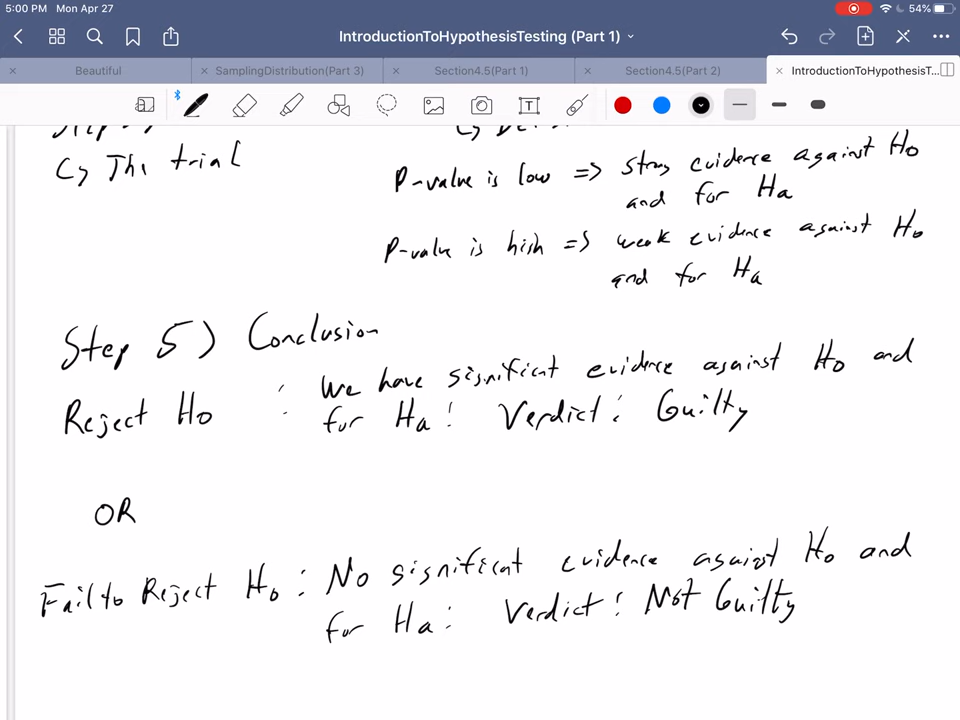 5:00 PM Mon Apr 27
54%
IntroductionToHypothesisTesting (Part 1)
Beautiful
SamplingDistribution(Part 3)
Section4.5(Part 1)
Section4.5(Part 2)
IntroductionToHypothesisT...
The trial
P-value is low => strong evidence against Ho
and for Ha
P-value is high => weak evidence against Ho
and for Ha
Step 5) Conclusion
Reject Ho : We have significant evidence against Ho and
for Ha! Verdict: Guilty
OR
Fail to Reject Ho : No significant evidence against Ho and
for Ha: Verdict: Not Guilty